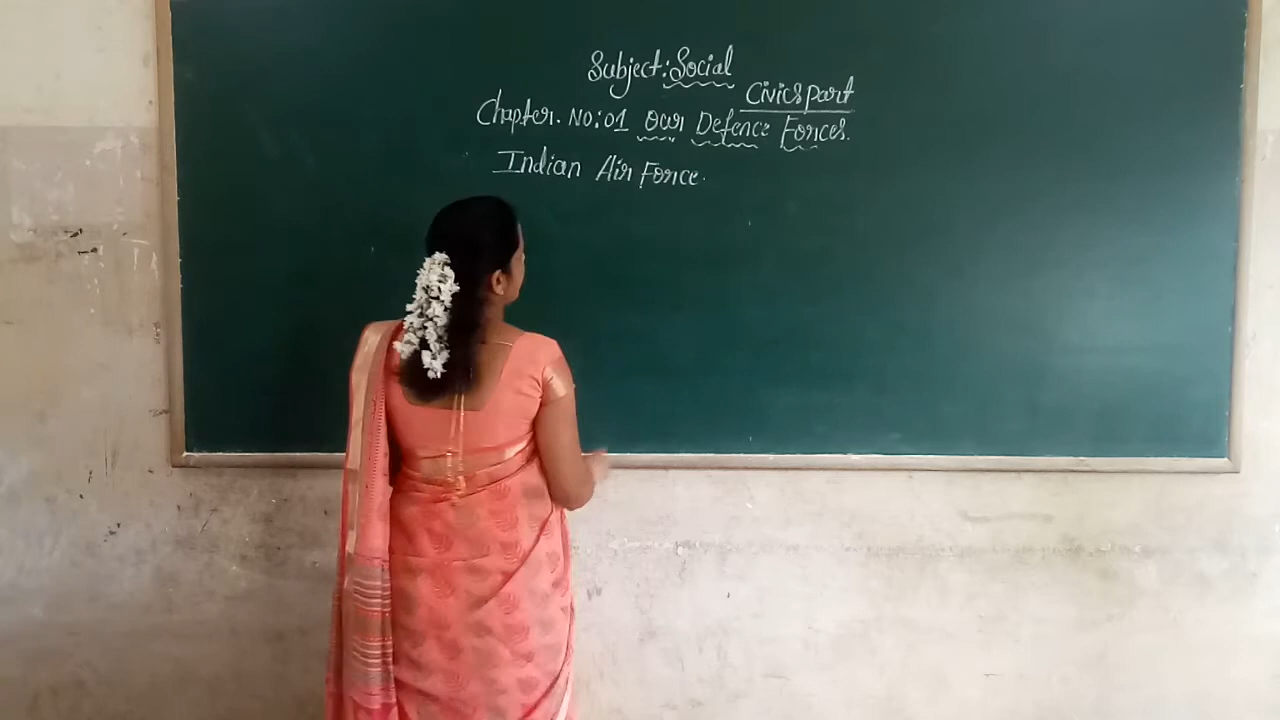 Subject: Social
Civics part
Chapter. No: 01 Our Defence Forces.
Indian Air Force.